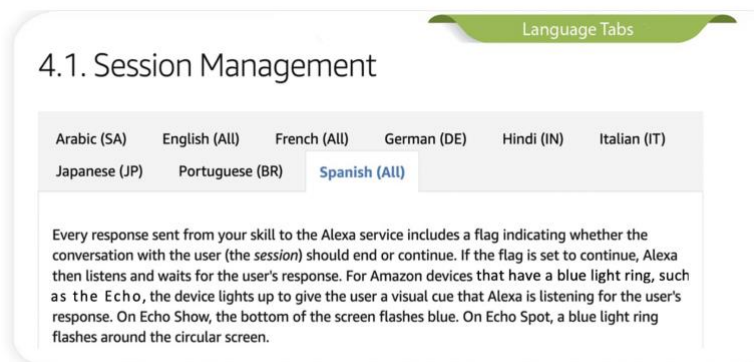 Language Tabs
4.1. Session Management
Arabic (SA) English (All) French (All) German (DE) Hindi (IN) Italian (IT)
Japanese (JP) Portuguese (BR) Spanish (All)
Every response sent from your skill to the Alexa service includes a flag indicating whether the
conversation with the user (the session) should end or continue. If the flag is set to continue, Alexa
then listens and waits for the user's response. For Amazon devices that have a blue light ring, such
as the Echo, the device lights up to give the user a visual cue that Alexa is listening for the user's
response. On Echo Show, the bottom of the screen flashes blue. On Echo Spot, a blue light ring
flashes around the circular screen.